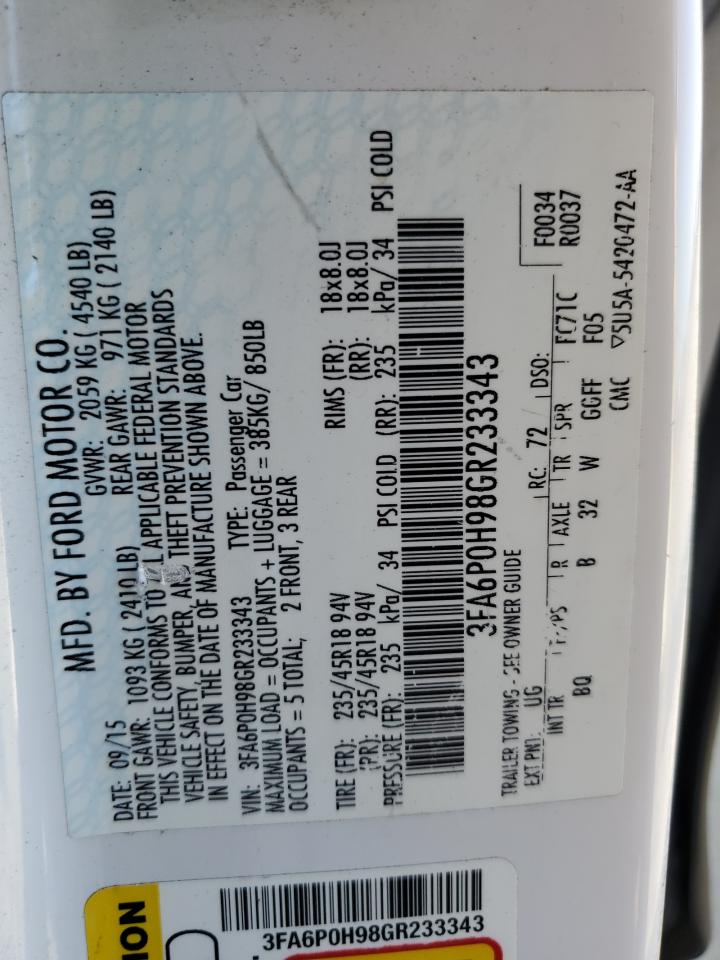 MFD. BY FORD MOTOR CO.
DATE: 09/15 GVWR: 2059 KG ( 4540 LB)
FRONT GAWR: 1093 KG ( 2410 LB) REAR GAWR: 971 KG ( 2140 LB)
THIS VEHICLE CONFORMS TO APPLICABLE FEDERAL MOTOR
VEHICLE SAFETY, BUMPER, AND THEFT PREVENTION STANDARDS
IN EFFECT ON THE DATE OF MANUFACTURE SHOWN ABOVE.
VIN: 3FA6P0H98GR233343 TYPE: Passenger Car
MAXIMUM LOAD = OCCUPANTS + LUGGAGE = 385KG/ 850LB
OCCUPANTS = 5 TOTAL; 2 FRONT, 3 REAR
TIRE (FR): 235/45R18 94V RIMS (FR): 18x8.0J
(RR): 235/45R18 94V (RR): 18x8.0J
PRESSURE (FR): 235 kPa/ 34 PSI COLD (RR): 235 kPa/ 34 PSI COLD
3FA6P0H98GR233343
TRAILER TOWING - SEE OWNER GUIDE
EXT PNT: UG RC: 72 DSO: F0034
R0037
INT TR TP/PS R AXLE TR SPR FC71C
BQ B 32 W GGFF F05
CMC ▽5U5A-5420472-AA
ION
3FA6P0H98GR233343